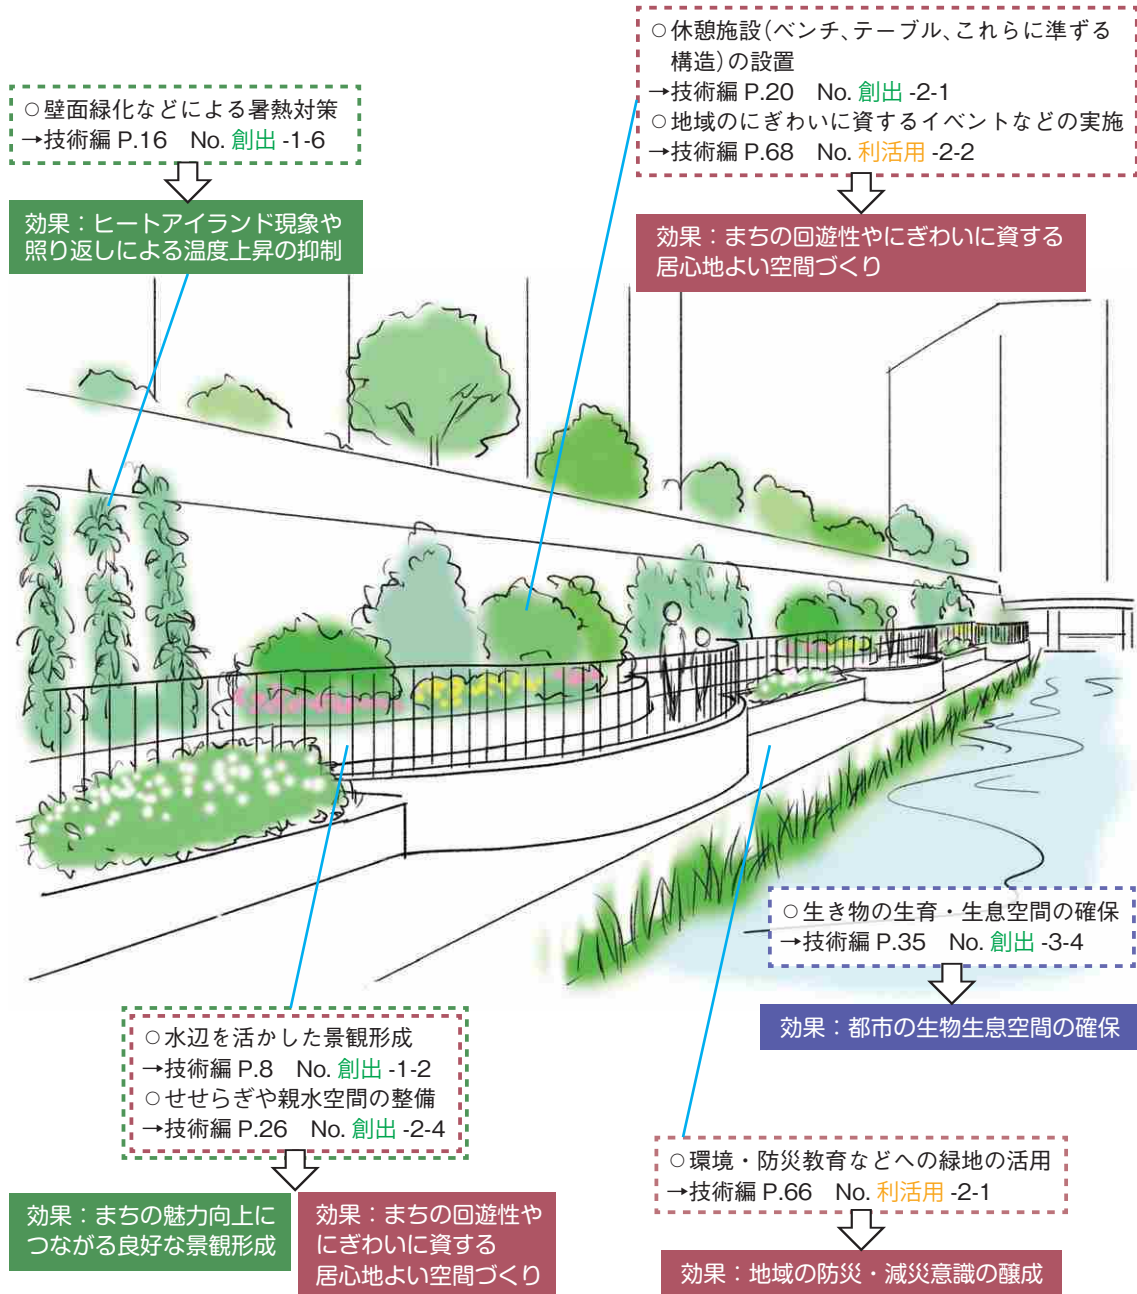 ○休憩施設（ベンチ、テーブル、これらに準ずる
構造）の設置
→技術編 P.20　No. 創出 -2-1
○地域のにぎわいに資するイベントなどの実施
→技術編 P.68　No. 利活用 -2-2
効果：まちの回遊性やにぎわいに資する
居心地よい空間づくり
○壁面緑化などによる暑熱対策
→技術編 P.16　No. 創出 -1-6
効果：ヒートアイランド現象や
照り返しによる温度上昇の抑制
○生き物の生育・生息空間の確保
→技術編 P.35　No. 創出 -3-4
効果：都市の生物生息空間の確保
○水辺を活かした景観形成
→技術編 P.8　No. 創出 -1-2
○せせらぎや親水空間の整備
→技術編 P.26　No. 創出 -2-4
効果：まちの魅力向上に
つながる良好な景観形成
効果：まちの回遊性や
にぎわいに資する
居心地よい空間づくり
○環境・防災教育などへの緑地の活用
→技術編 P.66　No. 利活用 -2-1
効果：地域の防災・減災意識の醸成